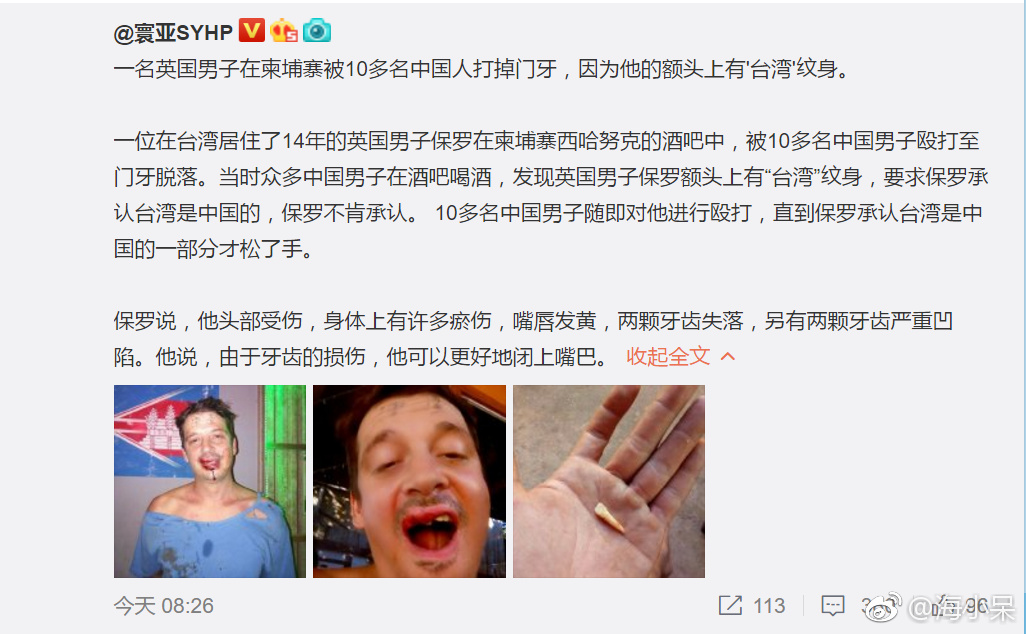 @寰亚SYHP
一名英国男子在柬埔寨被10多名中国人打掉门牙，因为他的额头上有'台湾'纹身。
一位在台湾居住了14年的英国男子保罗在柬埔寨西哈努克的酒吧中，被10多名中国男子殴打至
门牙脱落。当时众多中国男子在酒吧喝酒，发现英国男子保罗额头上有“台湾”纹身，要求保罗承
认台湾是中国的，保罗不肯承认。 10多名中国男子随即对他进行殴打，直到保罗承认台湾是中
国的一部分才松了手。
保罗说，他头部受伤，身体上有许多瘀伤，嘴唇发黄，两颗牙齿失落，另有两颗牙齿严重凹
陷。他说，由于牙齿的损伤，他可以更好地闭上嘴巴。 收起全文
今天 08:26 113 96
@海小呆